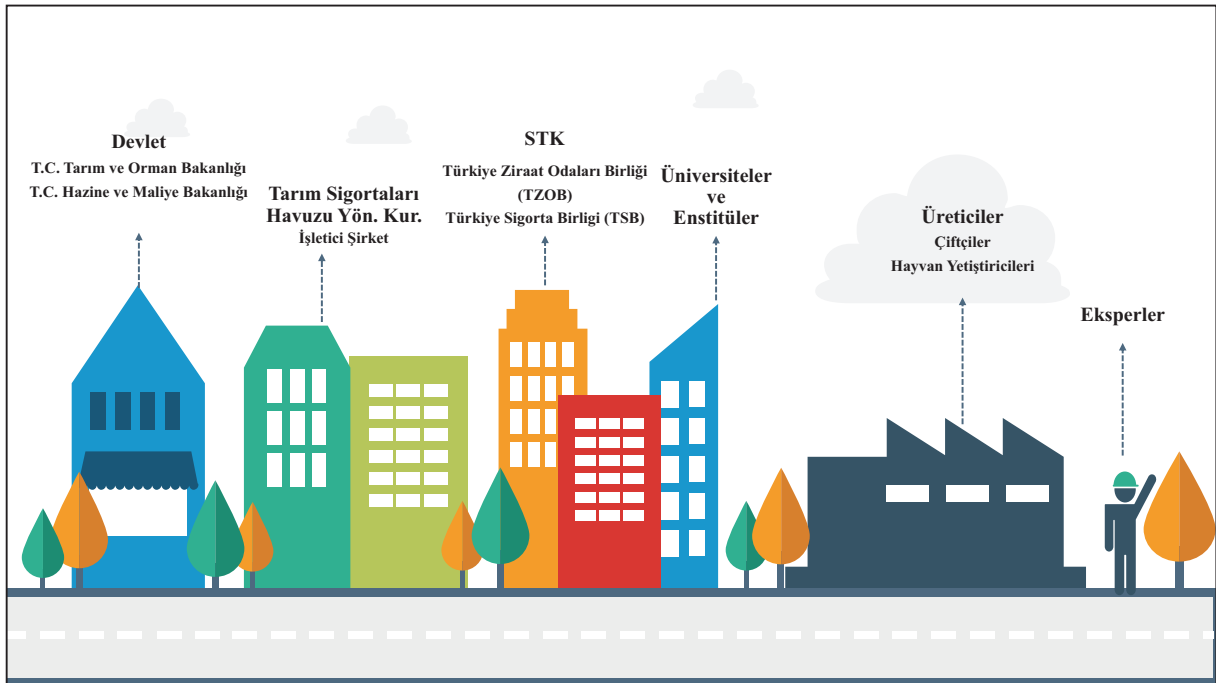 Devlet
T.C. Tarım ve Orman Bakanlığı
T.C. Hazine ve Maliye Bakanlığı
Tarım Sigortaları
Havuzu Yön. Kur.
İşletici Şirket
STK
Türkiye Ziraat Odaları Birliği
(TZOB)
Türkiye Sigorta Birligi (TSB)
Üniversiteler
ve
Enstitüler
Üreticiler
Çiftçiler
Hayvan Yetiştiricileri
Eksperler